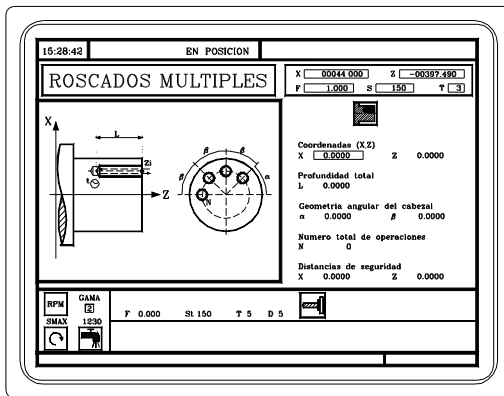 15:28:42 EN POSICION
ROSCADOS MULTIPLES
X 00044 000 Z -00397.490
F 1.000 S 150 T 3
X
L
Zi
t
Z
β
β
β
α
N
Coordenadas (X,Z)
X 0.0000 Z 0.0000
Profundidad total
L 0.0000
Geometria angular del cabezal
α 0.0000 β 0.0000
Numero total de operaciones
N 0
Distancias de seguridad
X 0.0000 Z 0.0000
RPM GAMA
2
SMAX 1230
F 0.000 St 150 T 5 D 5